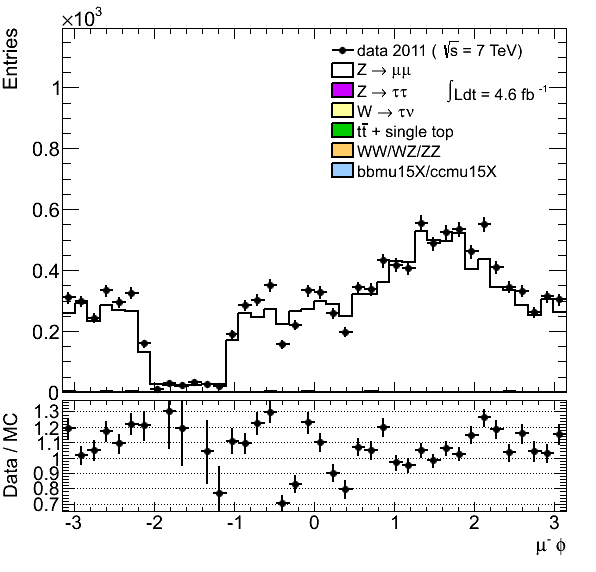 ×10³
Entries
1
0.8
0.6
0.4
0.2
0
data 2011 ( √s = 7 TeV)
Z → μμ
Z → ττ
W → τν
tt̄ + single top
WW/WZ/ZZ
bbmu15X/ccmu15X
∫Ldt = 4.6 fb⁻¹
Data / MC
1.3
1.2
1.1
1
0.9
0.8
0.7
-3 -2 -1 0 1 2 3
μ⁻ ϕ